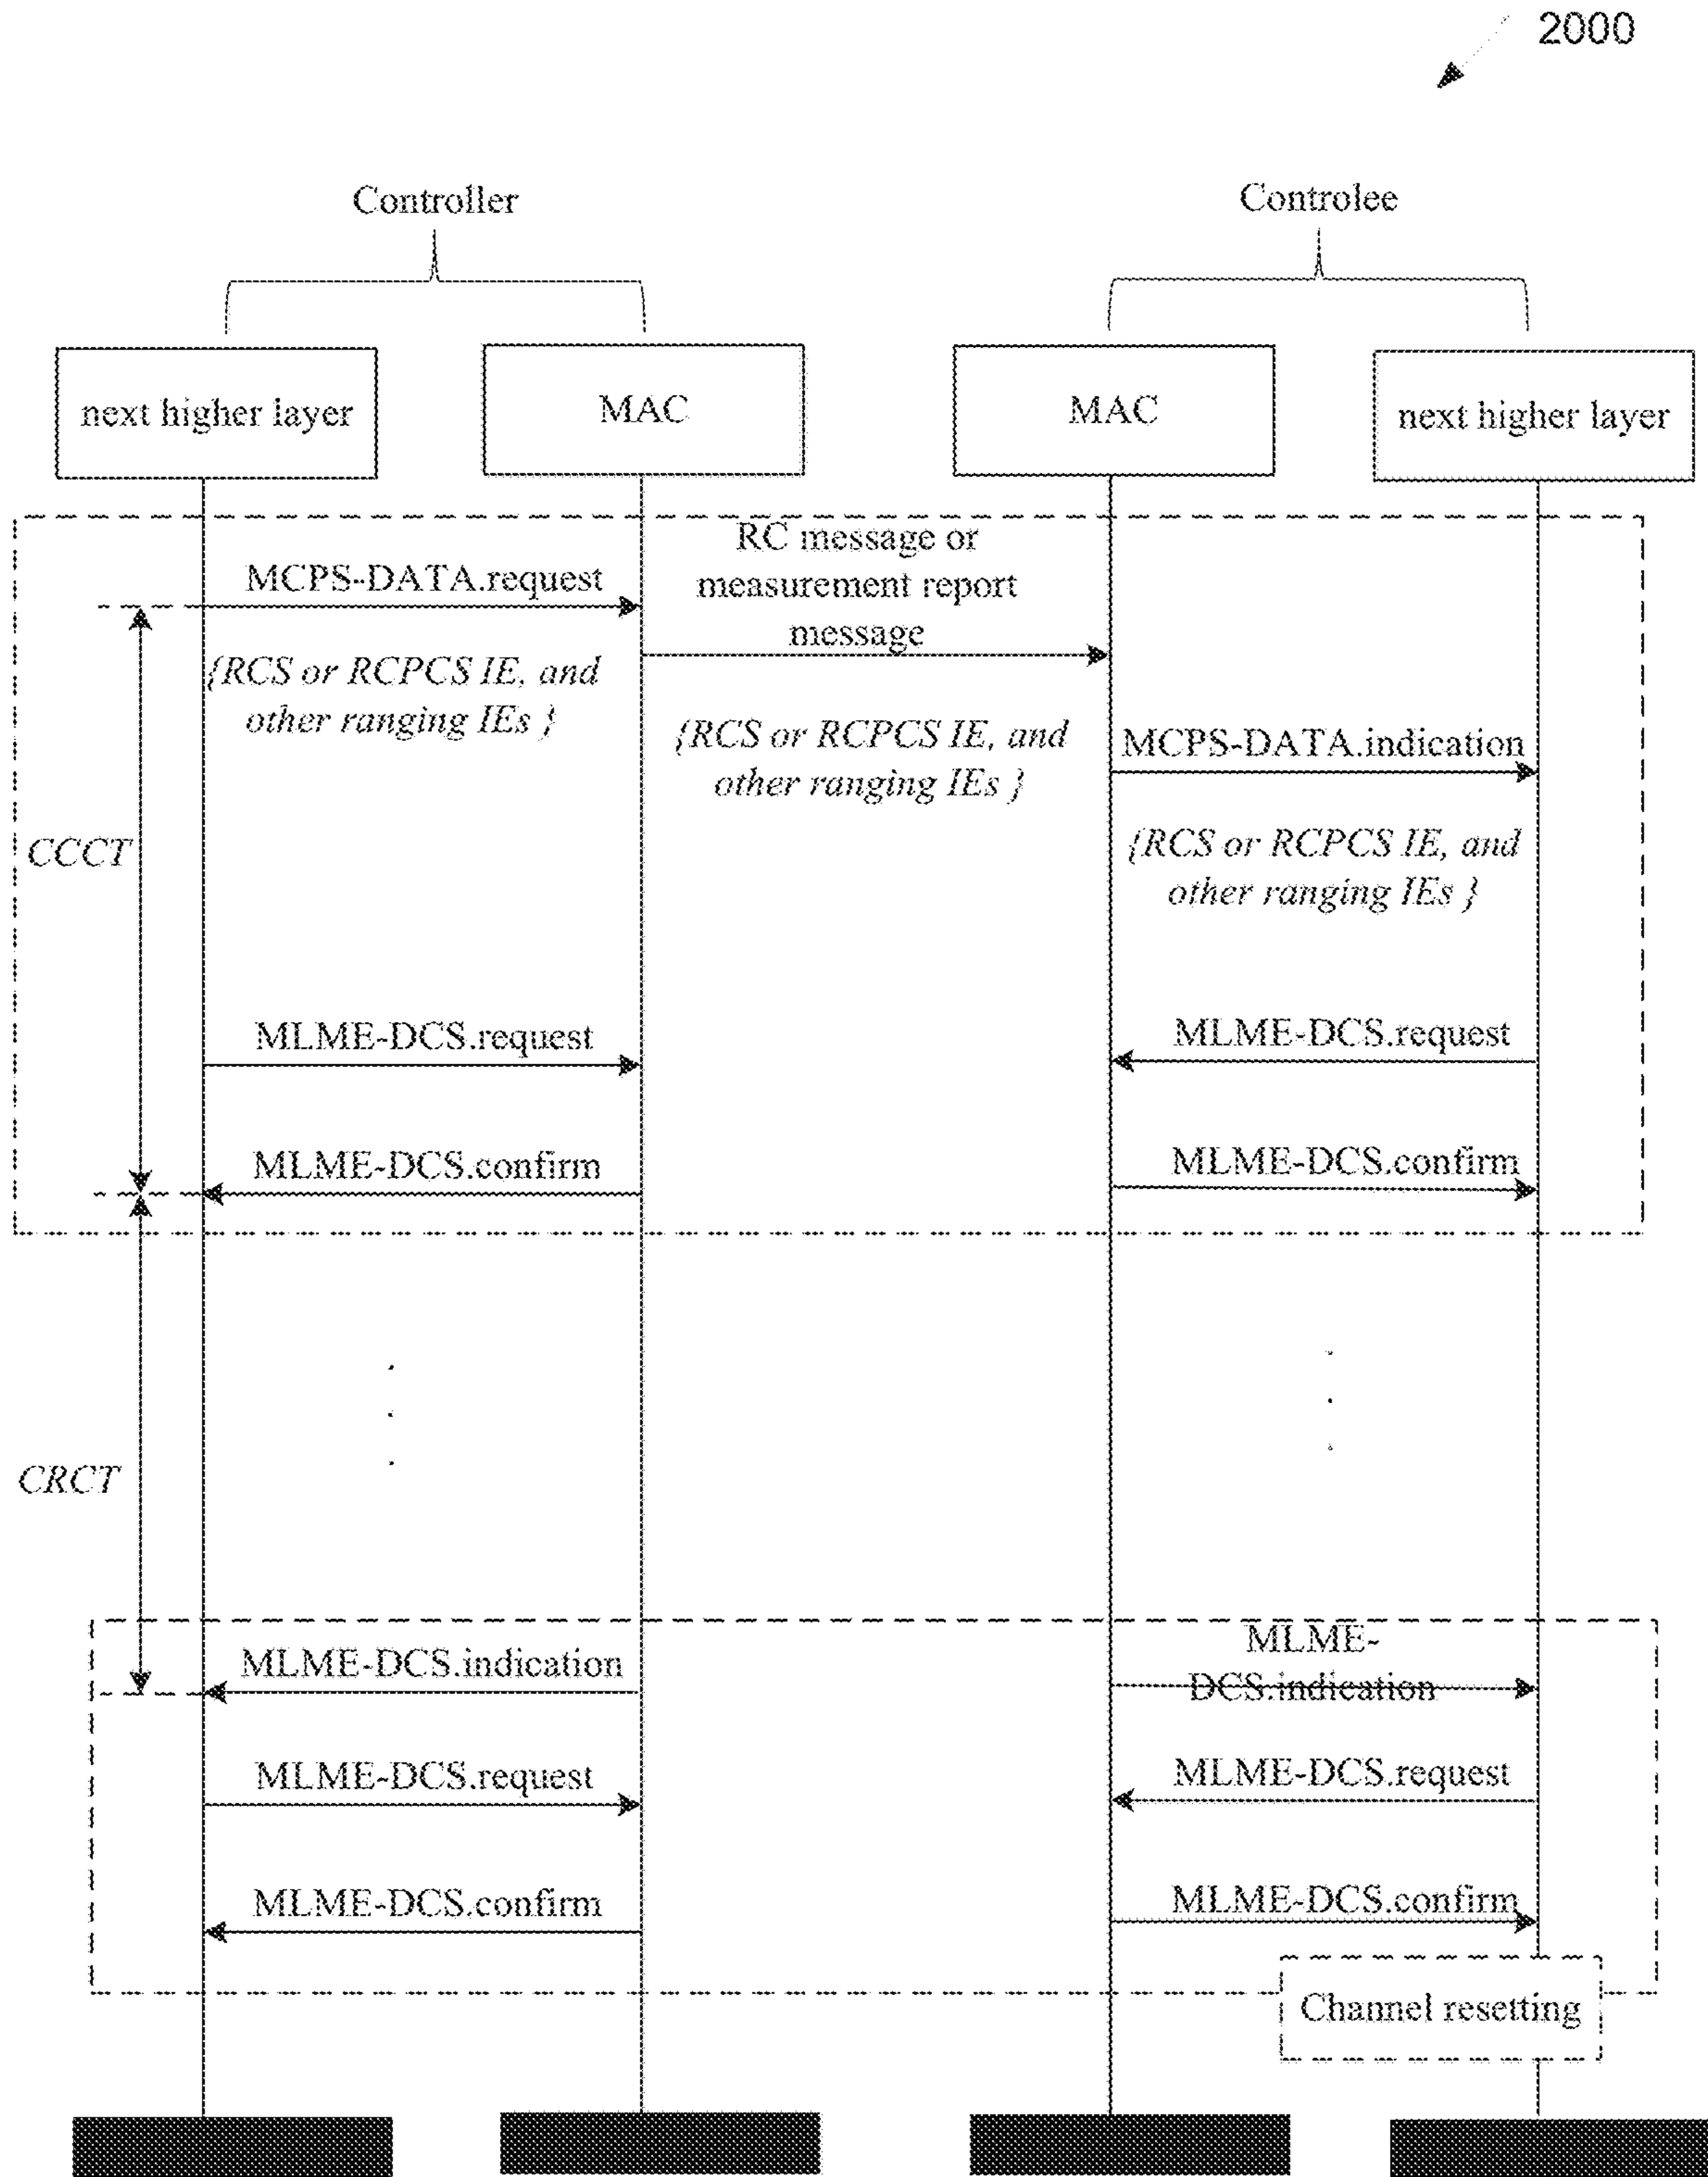 2000
Controller
Controlee
next higher layer
MAC
MAC
next higher layer
RC message or
measurement report
message
MCPS-DATA.request
{RCS or RCPCS IE, and
other ranging IEs }
{RCS or RCPCS IE, and
other ranging IEs }
MCPS-DATA.indication
{RCS or RCPCS IE, and
other ranging IEs }
CCCT
MLME-DCS.request
MLME-DCS.request
MLME-DCS.confirm
MLME-DCS.confirm
CRCT
MLME-DCS.indication
MLME-
DCS.indication
MLME-DCS.request
MLME-DCS.request
MLME-DCS.confirm
MLME-DCS.confirm
Channel resetting